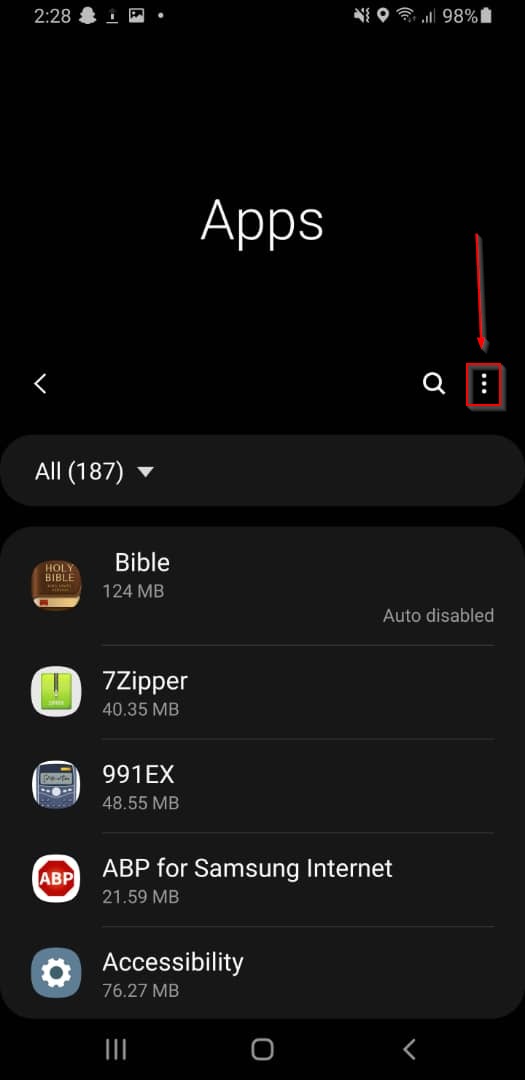 2:28 98%
Apps
All (187)
HOLY
BIBLE
Bible
124 MB
Auto disabled
7Zipper
40.35 MB
991EX
48.55 MB
ABP
ABP for Samsung Internet
21.59 MB
Accessibility
76.27 MB